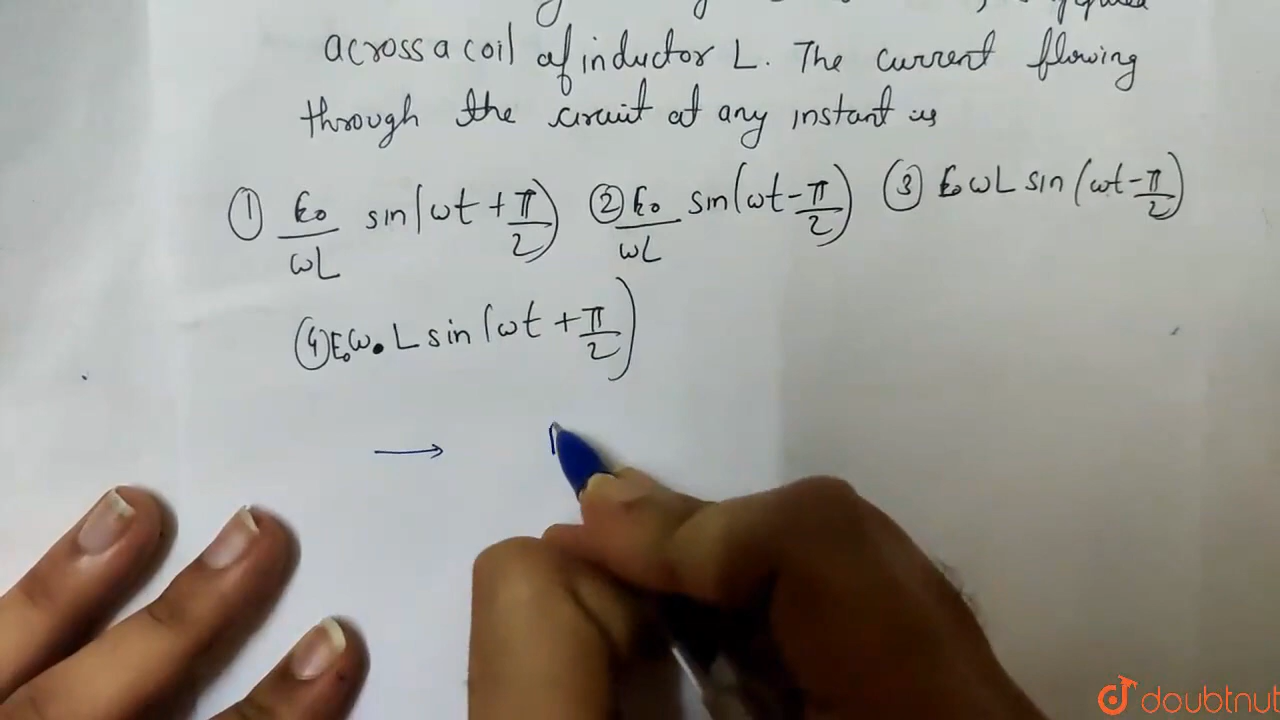 across a coil of inductor L. The current flowing
through the circuit at any instant is
① E₀/ωL sin(ωt + π/2) ② E₀/ωL sin(ωt - π/2) ③ E₀ωL sin(ωt - π/2)
④ E₀ω.L sin(ωt + π/2)
doubtnut